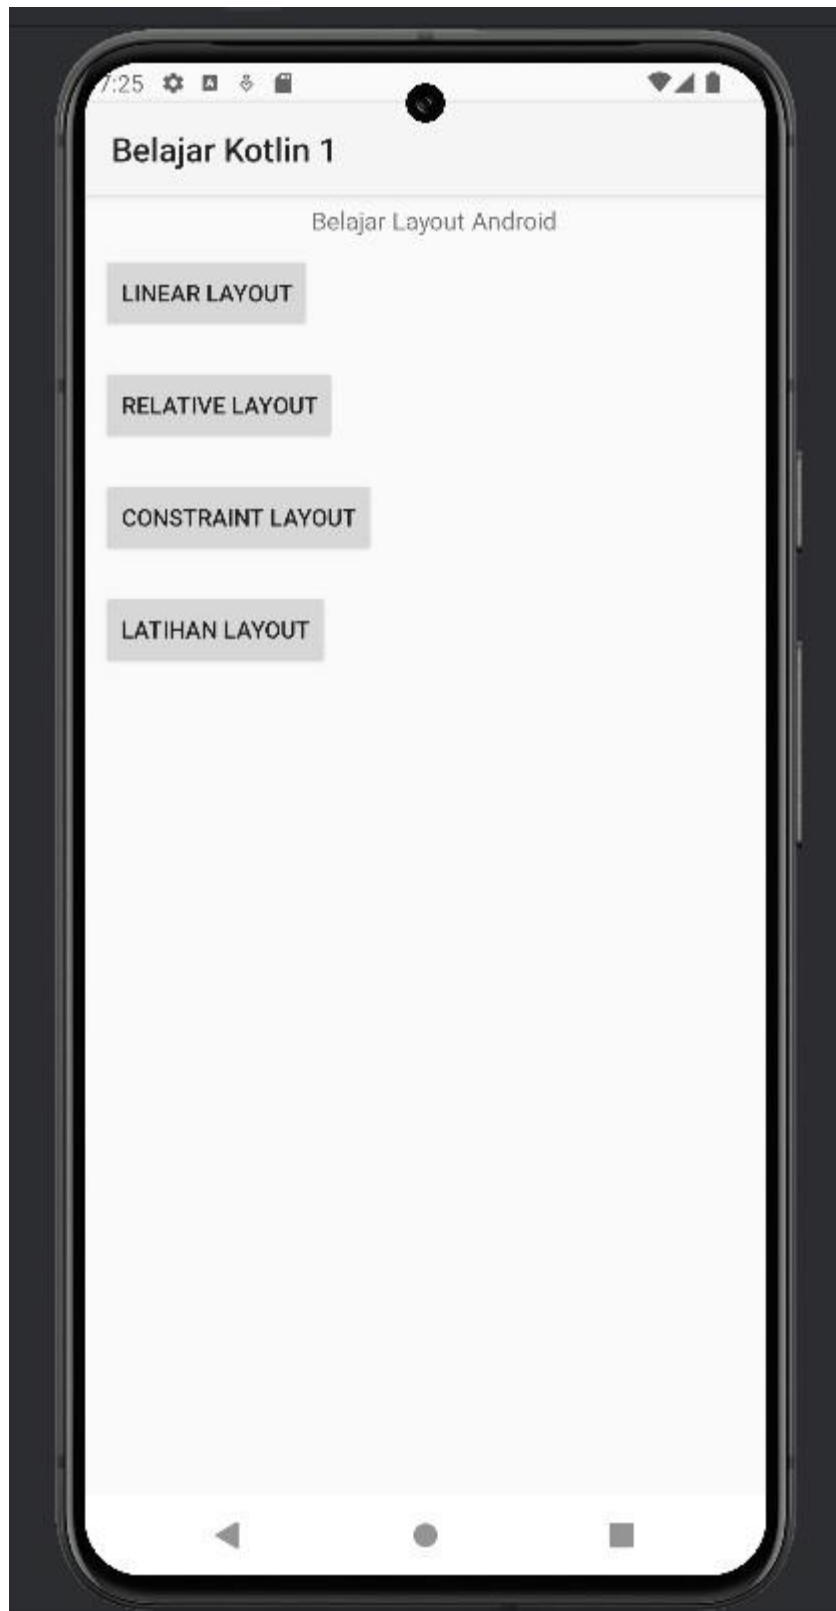 7:25
Belajar Kotlin 1
Belajar Layout Android
LINEAR LAYOUT
RELATIVE LAYOUT
CONSTRAINT LAYOUT
LATIHAN LAYOUT